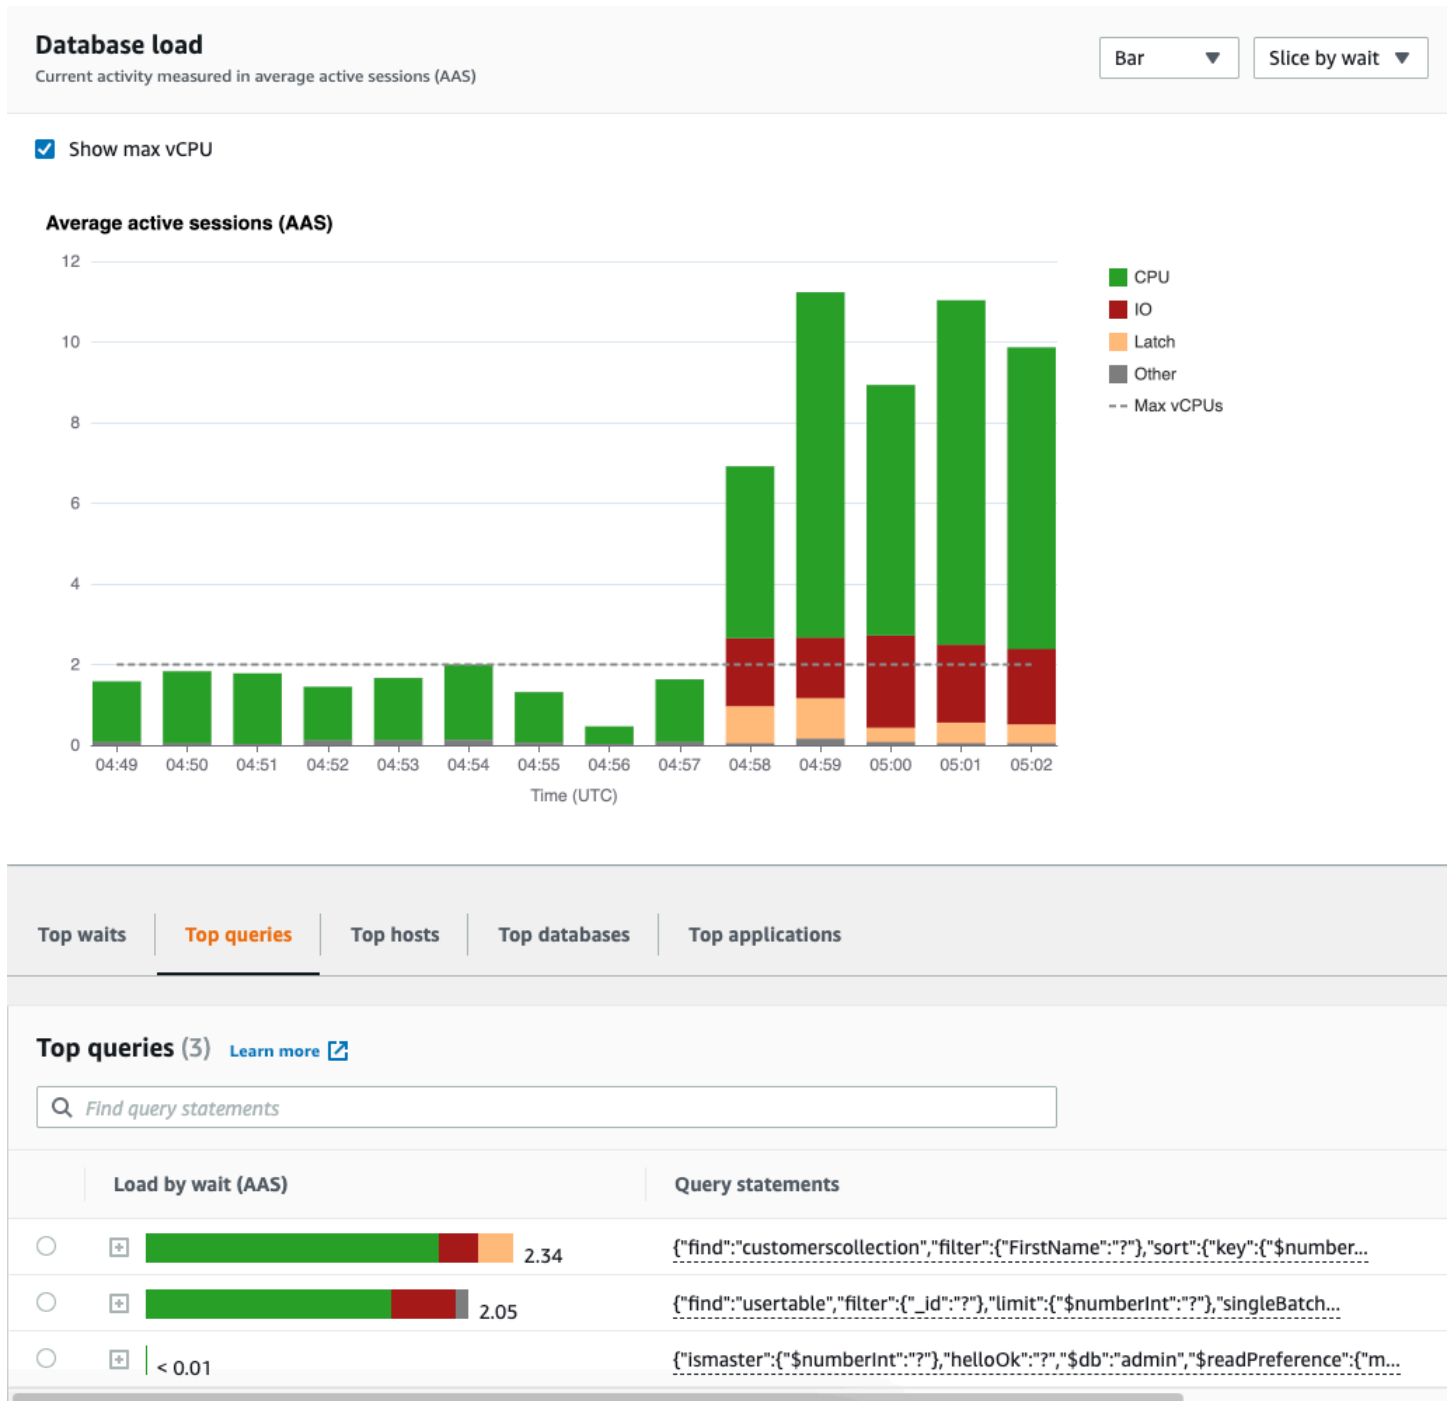 Database load
Current activity measured in average active sessions (AAS)
Bar
Slice by wait
Show max vCPU
Average active sessions (AAS)
12
10
8
6
4
2
0
CPU
IO
Latch
Other
Max vCPUs
04:49 04:50 04:51 04:52 04:53 04:54 04:55 04:56 04:57 04:58 04:59 05:00 05:01 05:02
Time (UTC)
Top waits Top queries Top hosts Top databases Top applications
Top queries (3) Learn more
Find query statements
Load by wait (AAS) Query statements
2.34 {"find":"customerscollection","filter":{"FirstName":"?"},"sort":{"key":{"$number...
2.05 {"find":"usertable","filter":{"_id":"?"},"limit":{"$numberInt":"?"},"singleBatch...
< 0.01 {"ismaster":{"$numberInt":"?"},"helloOk":"?","$db":"admin","$readPreference":{"m...